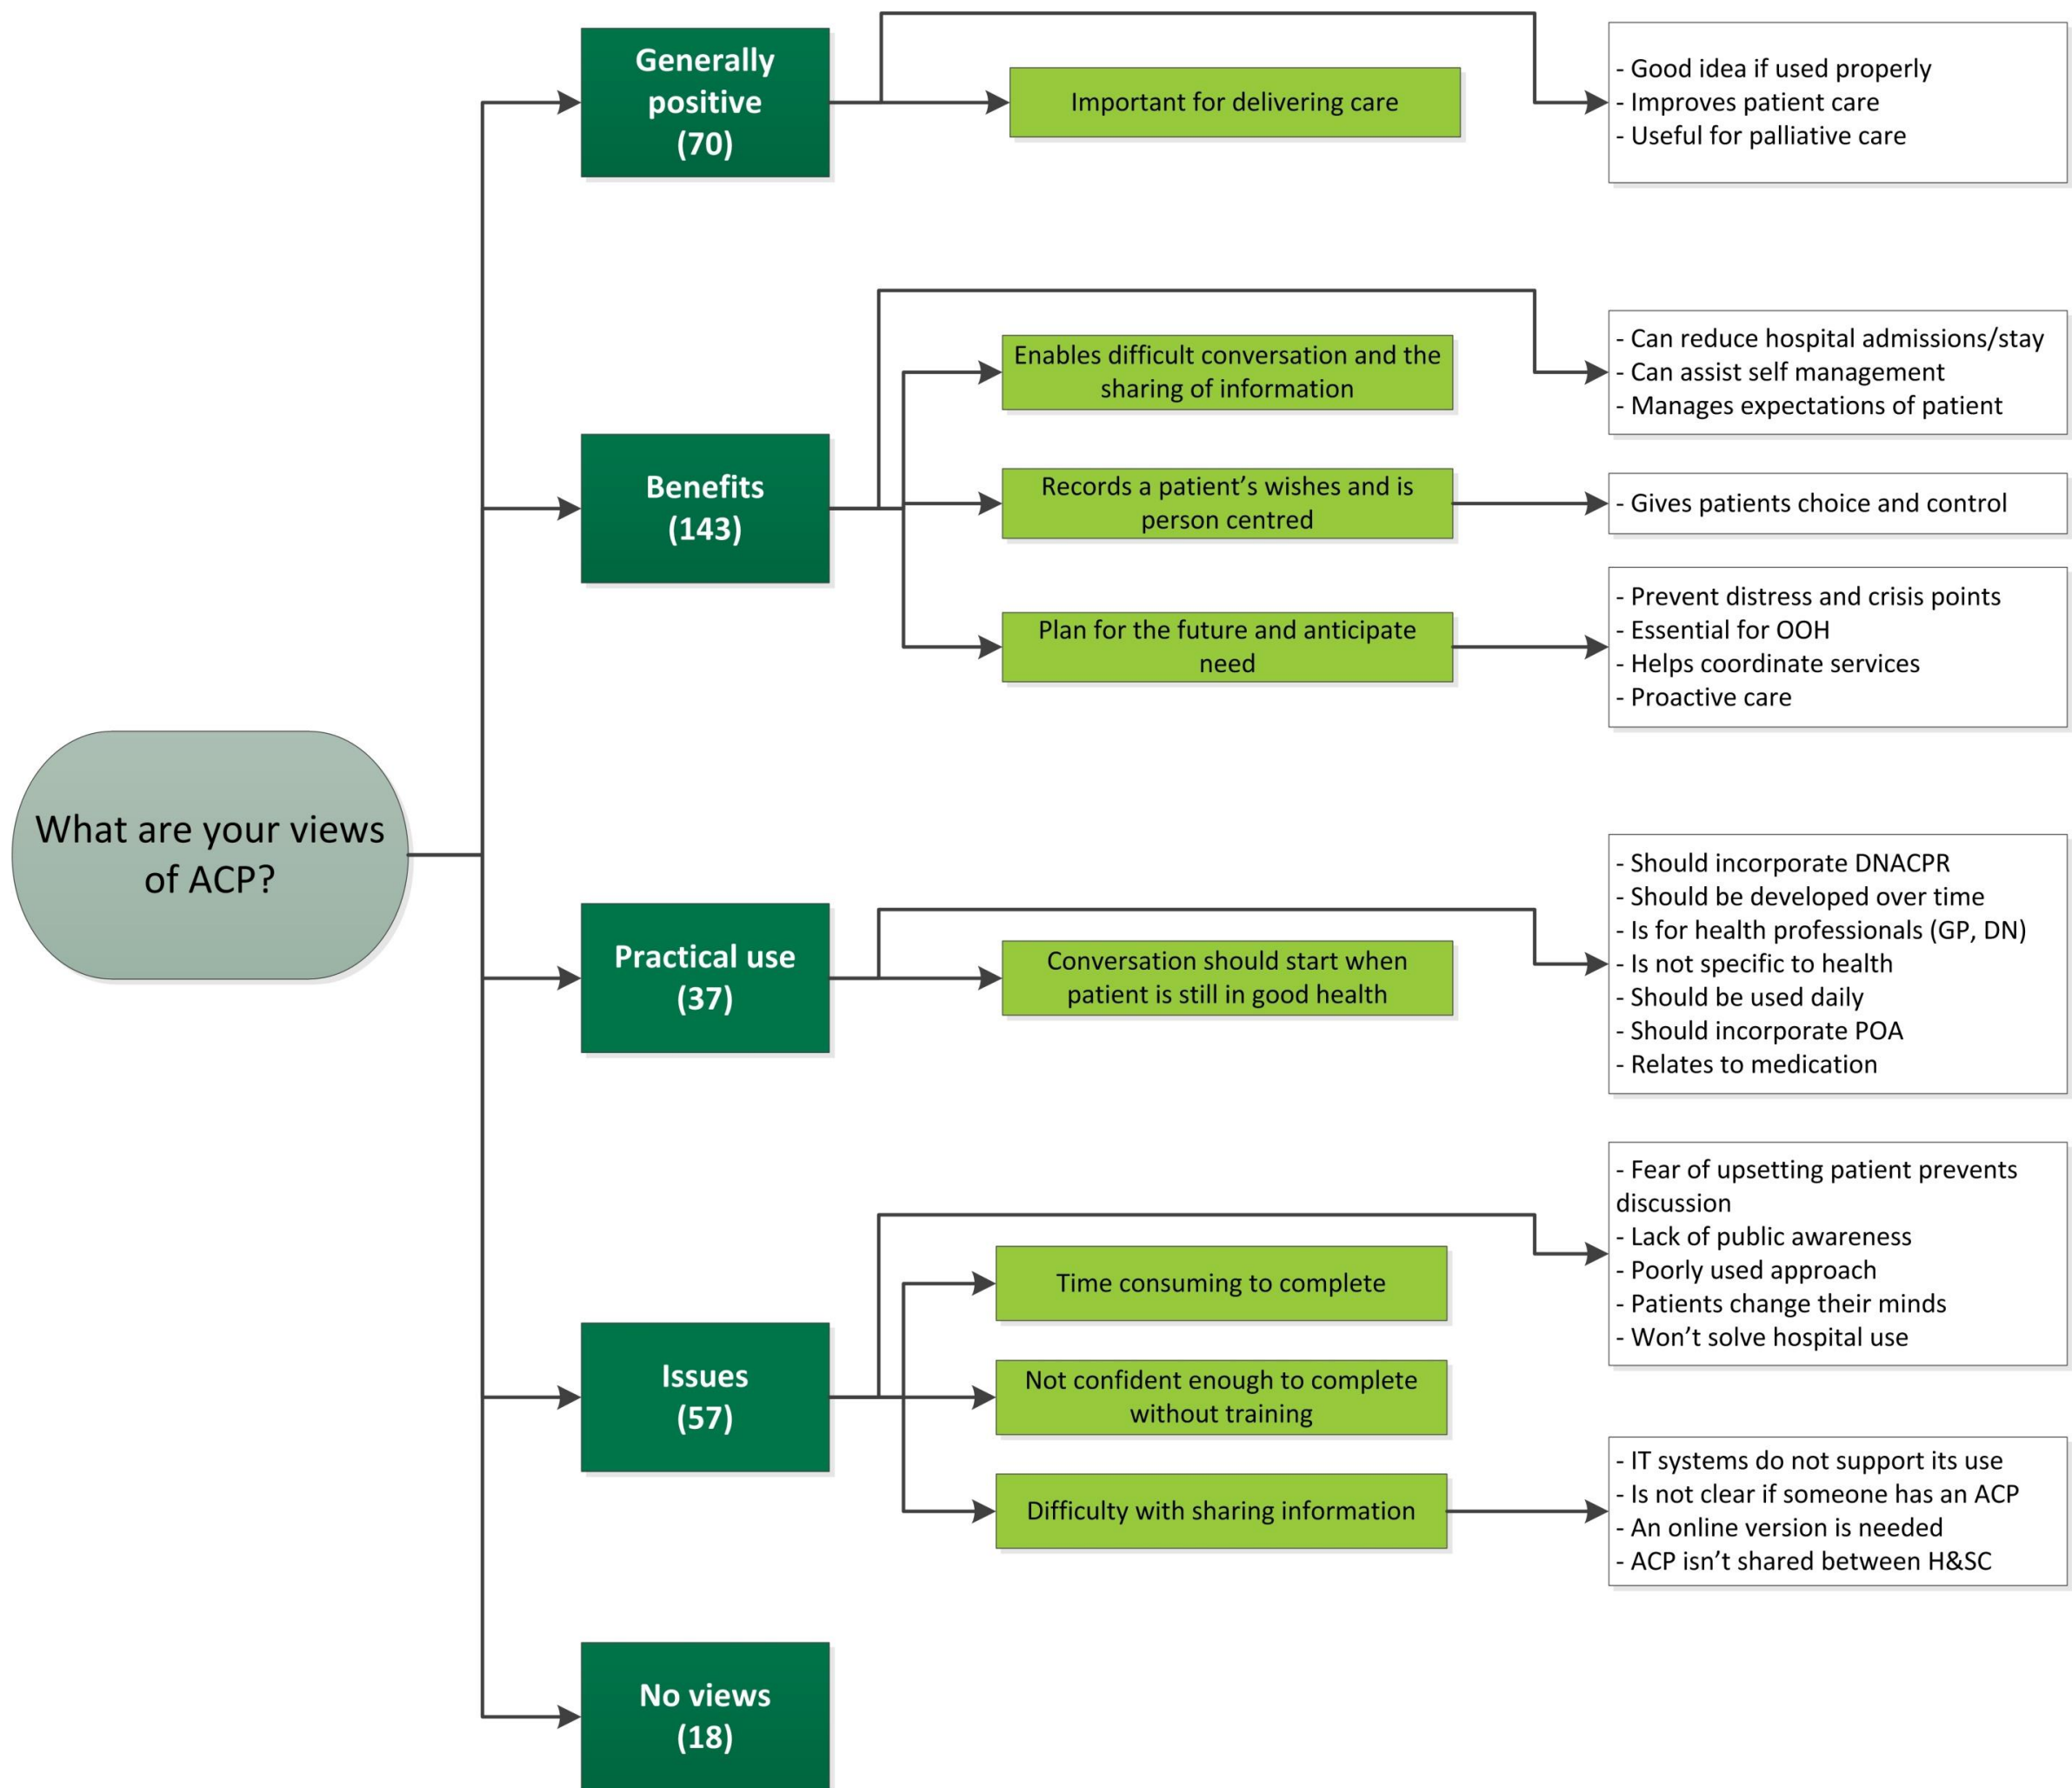 What are your views
of ACP?
Generally
positive
(70)
Important for delivering care
- Good idea if used properly
- Improves patient care
- Useful for palliative care
Benefits
(143)
Enables difficult conversation and the
sharing of information
- Can reduce hospital admissions/stay
- Can assist self management
- Manages expectations of patient
Records a patient’s wishes and is
person centred
- Gives patients choice and control
Plan for the future and anticipate
need
- Prevent distress and crisis points
- Essential for OOH
- Helps coordinate services
- Proactive care
Practical use
(37)
Conversation should start when
patient is still in good health
- Should incorporate DNACPR
- Should be developed over time
- Is for health professionals (GP, DN)
- Is not specific to health
- Should be used daily
- Should incorporate POA
- Relates to medication
Issues
(57)
Time consuming to complete
- Fear of upsetting patient prevents
discussion
- Lack of public awareness
- Poorly used approach
- Patients change their minds
- Won’t solve hospital use
Not confident enough to complete
without training
Difficulty with sharing information
- IT systems do not support its use
- Is not clear if someone has an ACP
- An online version is needed
- ACP isn’t shared between H&SC
No views
(18)